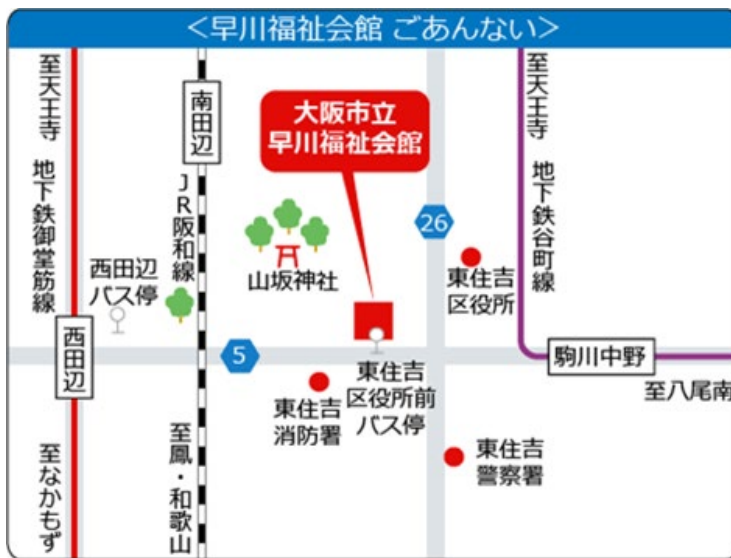 ＜早川福祉会館 ごあんない＞
至天王寺
地下鉄御堂筋線
西田辺
至なかもず
西田辺
バス停
南田辺
JR阪和線
至鳳・和歌山
大阪市立
早川福祉会館
山坂神社
5
26
東住吉
区役所
東住吉
消防署
東住吉
区役所前
バス停
東住吉
警察署
至天王寺
地下鉄谷町線
駒川中野
至八尾南